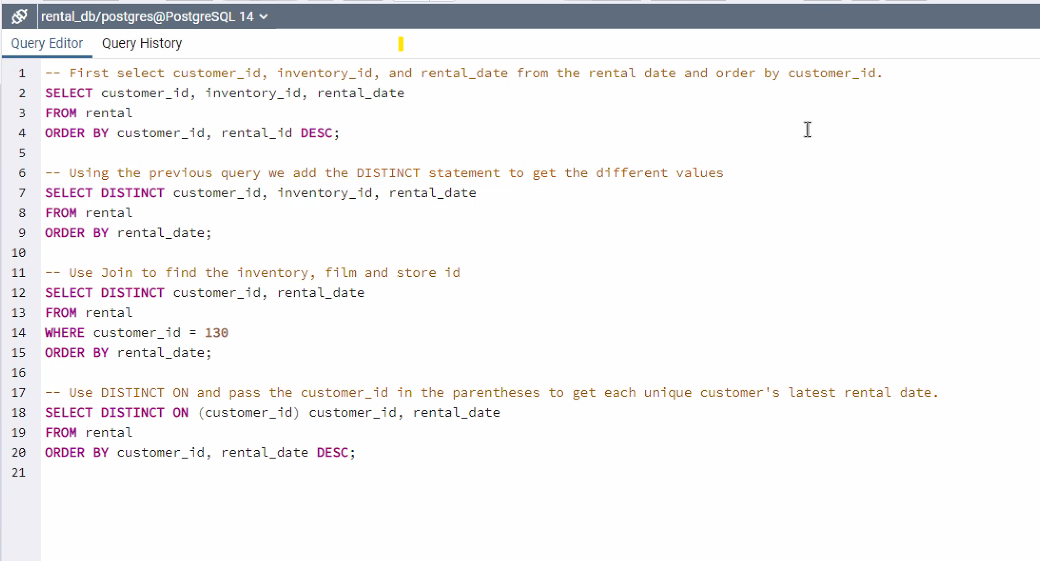 rental_db/postgres@PostgreSQL 14
Query Editor Query History
1 -- First select customer_id, inventory_id, and rental_date from the rental date and order by customer_id.
2 SELECT customer_id, inventory_id, rental_date
3 FROM rental
4 ORDER BY customer_id, rental_id DESC;
5
6 -- Using the previous query we add the DISTINCT statement to get the different values
7 SELECT DISTINCT customer_id, inventory_id, rental_date
8 FROM rental
9 ORDER BY rental_date;
10
11 -- Use Join to find the inventory, film and store id
12 SELECT DISTINCT customer_id, rental_date
13 FROM rental
14 WHERE customer_id = 130
15 ORDER BY rental_date;
16
17 -- Use DISTINCT ON and pass the customer_id in the parentheses to get each unique customer's latest rental date.
18 SELECT DISTINCT ON (customer_id) customer_id, rental_date
19 FROM rental
20 ORDER BY customer_id, rental_date DESC;
21